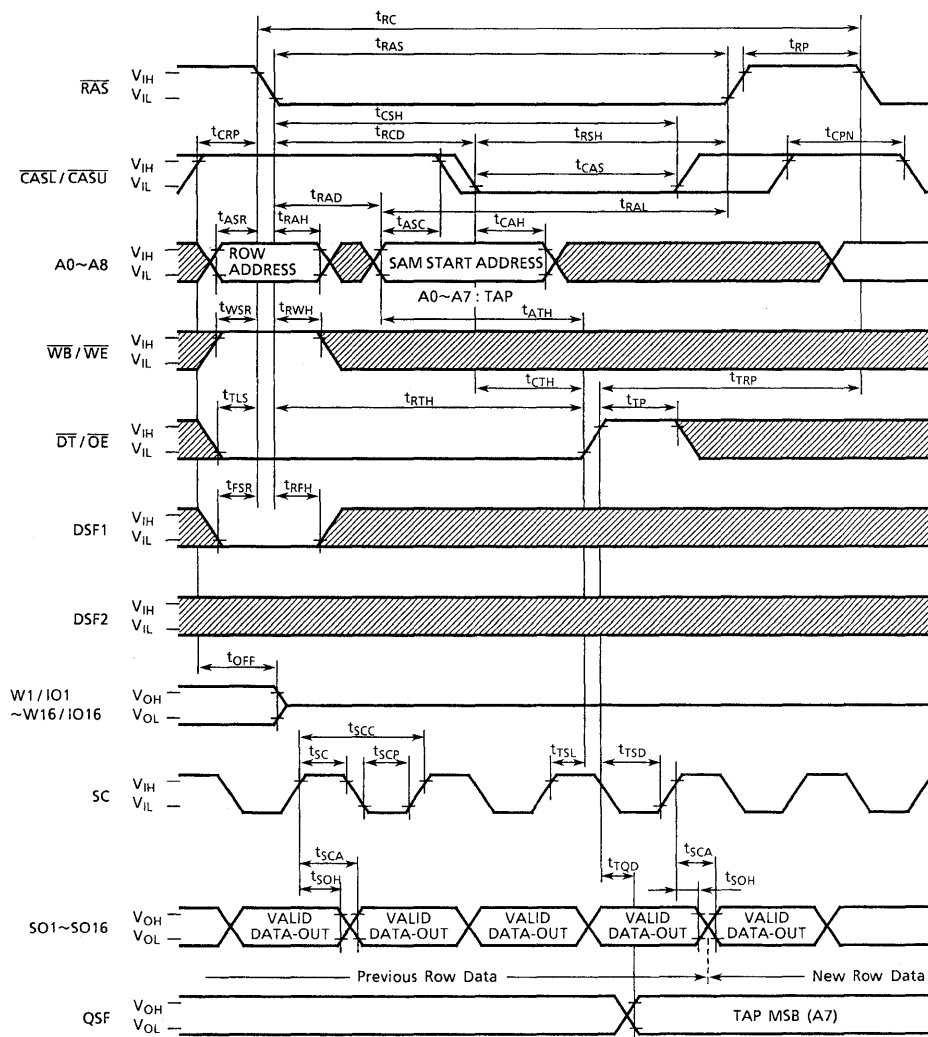 tRC
tRAS
tRP
RAS
VIH
VIL
tCSH
tCRP
tRCD
tRSH
tCPN
CASL / CASU
VIH
VIL
tCAS
tRAD
tRAL
tASR
tRAH
tASC
tCAH
A0~A8
VIH
VIL
ROW
ADDRESS
SAM START ADDRESS
A0~A7 : TAP
tWSR
tRWH
tATH
WB / WE
VIH
VIL
tCTH
tTRP
tTLS
tRTH
tTP
DT / OE
VIH
VIL
tFSR
tRFH
DSF1
VIH
VIL
DSF2
VIH
VIL
tOFF
W1 / IO1
~W16 / IO16
VOH
VOL
tSCC
tSC
tSCP
tTSL
tTSD
SC
VIH
VIL
tSCA
tSOH
tTQD
tSCA
tSOH
SO1~SO16
VOH
VOL
VALID
DATA-OUT
VALID
DATA-OUT
VALID
DATA-OUT
VALID
DATA-OUT
VALID
DATA-OUT
Previous Row Data
New Row Data
QSF
VOH
VOL
TAP MSB (A7)